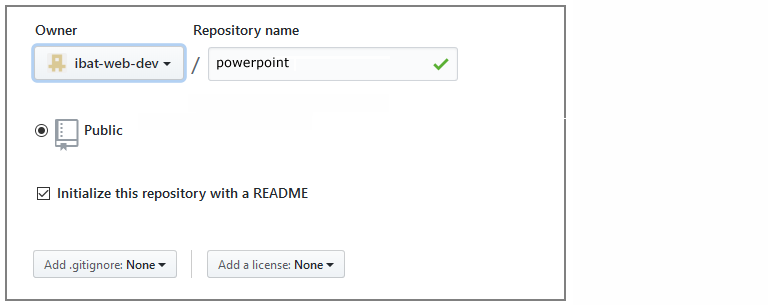 Owner Repository name
ibat-web-dev / powerpoint
Public
Initialize this repository with a README
Add .gitignore: None Add a license: None